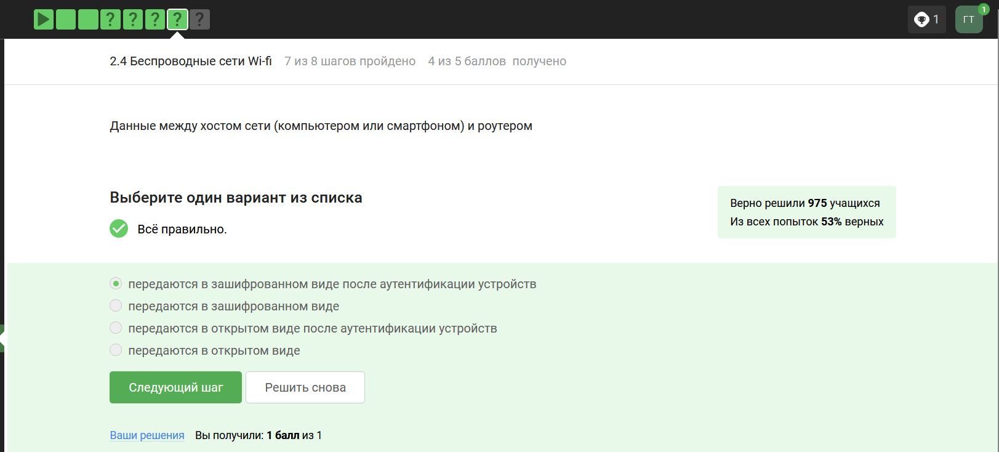 ? ? ? ? ?
1
ГТ
1
2.4 Беспроводные сети Wi-fi 7 из 8 шагов пройдено 4 из 5 баллов получено
Данные между хостом сети (компьютером или смартфоном) и роутером
Выберите один вариант из списка
Всё правильно.
Верно решили 975 учащихся
Из всех попыток 53% верных
передаются в зашифрованном виде после аутентификации устройств
передаются в зашифрованном виде
передаются в открытом виде после аутентификации устройств
передаются в открытом виде
Следующий шаг
Решить снова
Ваши решения Вы получили: 1 балл из 1